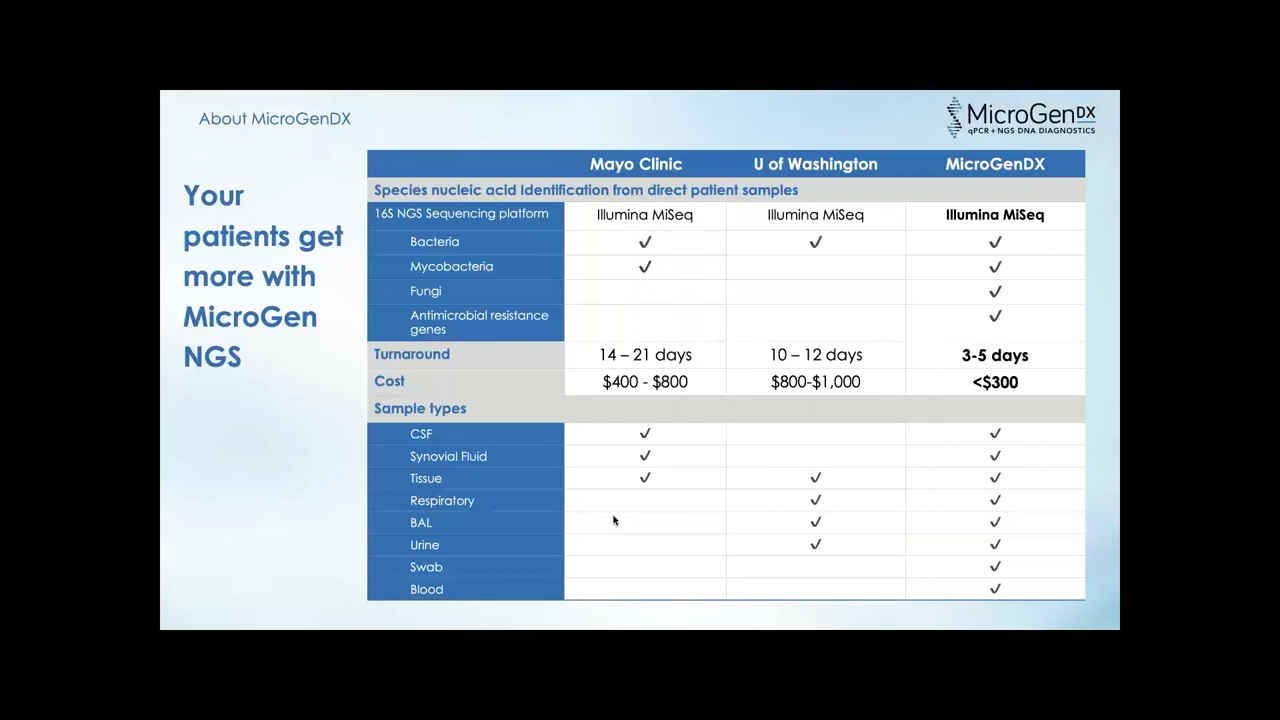 About MicroGenDX
MicroGenDX
qPCR + NGS DNA DIAGNOSTICS
Your
patients get
more with
MicroGen
NGS
Mayo Clinic U of Washington MicroGenDX
Species nucleic acid Identification from direct patient samples
16S NGS Sequencing platform Illumina MiSeq Illumina MiSeq Illumina MiSeq
Bacteria ✓ ✓ ✓
Mycobacteria ✓ ✓
Fungi ✓
Antimicrobial resistance
genes ✓
Turnaround 14 – 21 days 10 – 12 days 3-5 days
Cost $400 - $800 $800-$1,000 <$300
Sample types
CSF ✓ ✓
Synovial Fluid ✓ ✓
Tissue ✓ ✓ ✓
Respiratory ✓ ✓
BAL ✓ ✓
Urine ✓ ✓
Swab ✓
Blood ✓